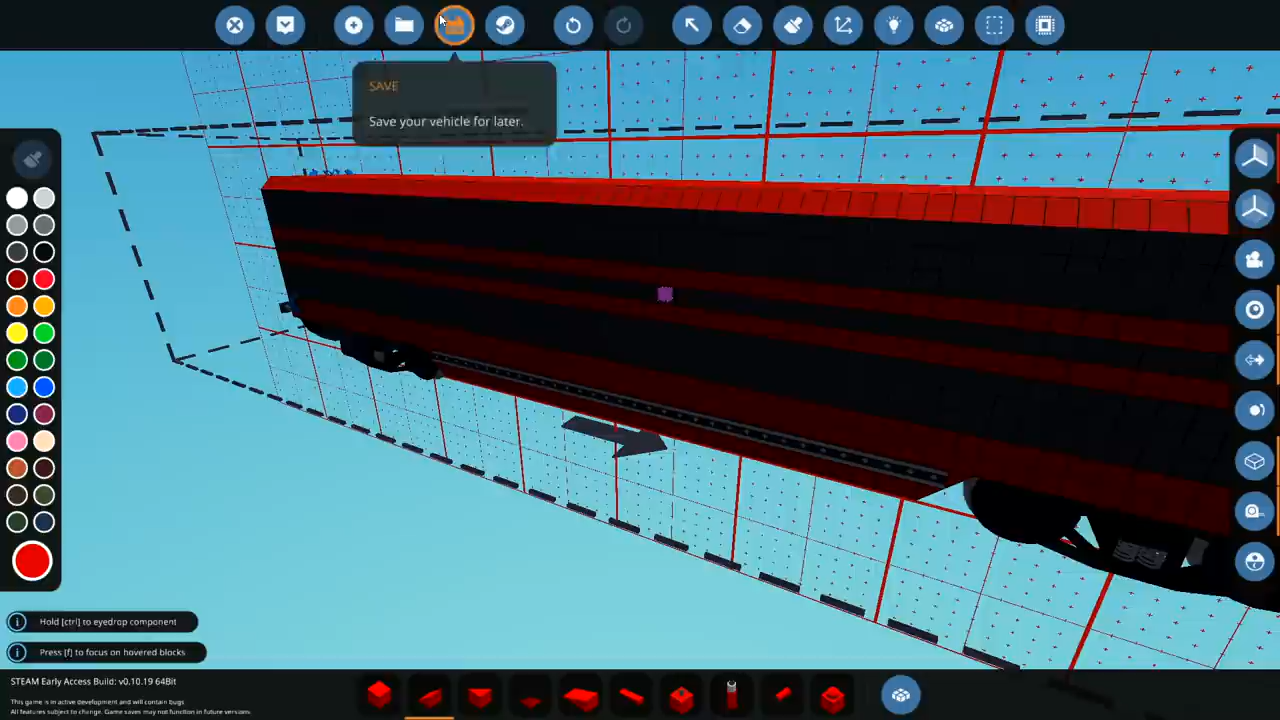 SAVE
Save your vehicle for later.
Hold [ctrl] to eyedrop component
Press [f] to focus on hovered blocks
STEAM Early Access Build: v0.10.19 64Bit
This game is in active development and will contain bugs
All features subject to change. Game saves may not function in future versions.